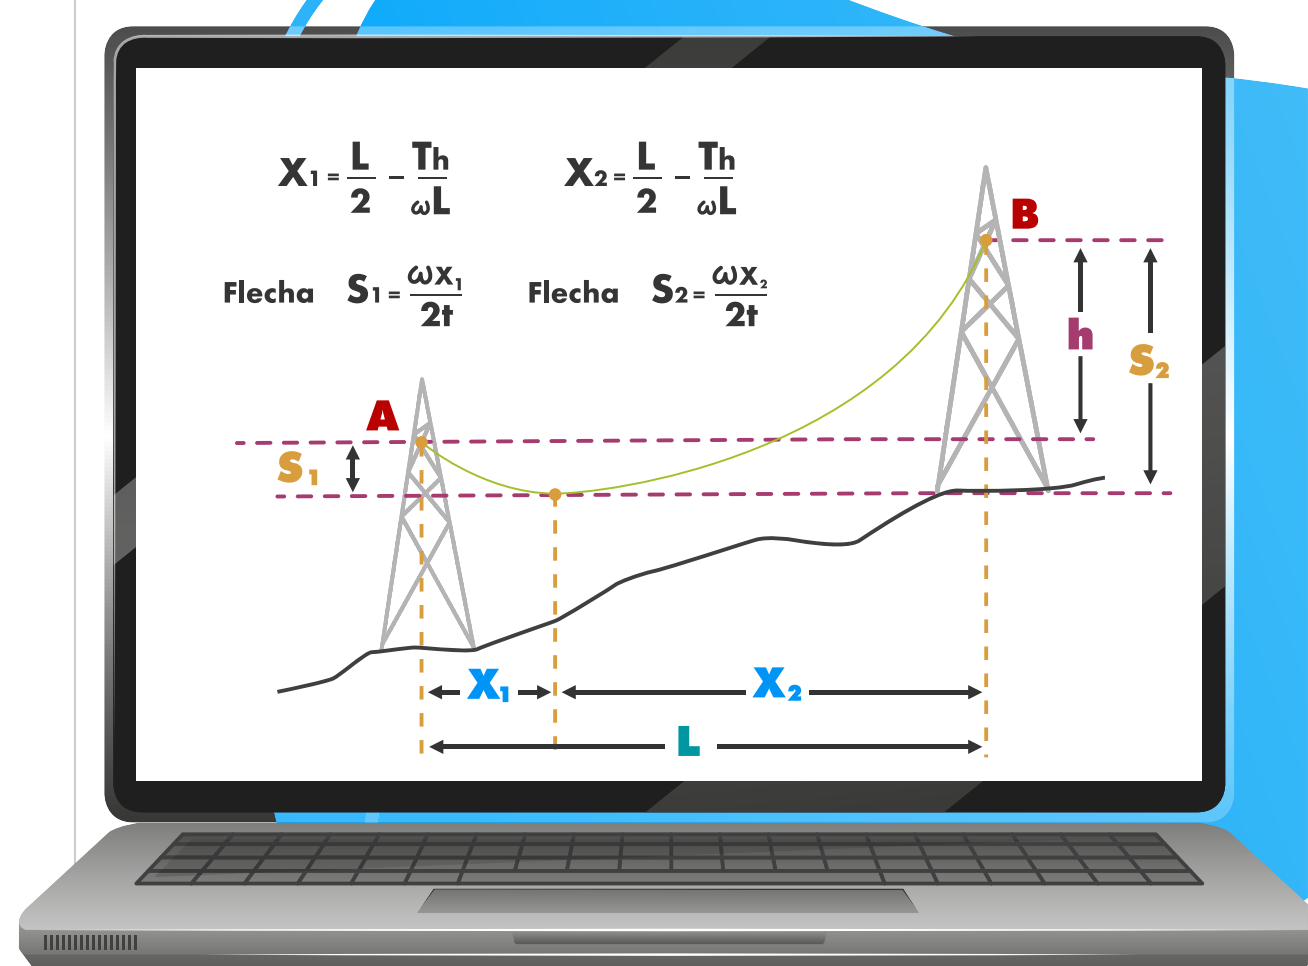 X₁ = L/2 − Th/ωL
X₂ = L/2 − Th/ωL
Flecha S₁ = ωx₁/2t
Flecha S₂ = ωx₂/2t
B
h
S₂
A
S₁
X₁
X₂
L